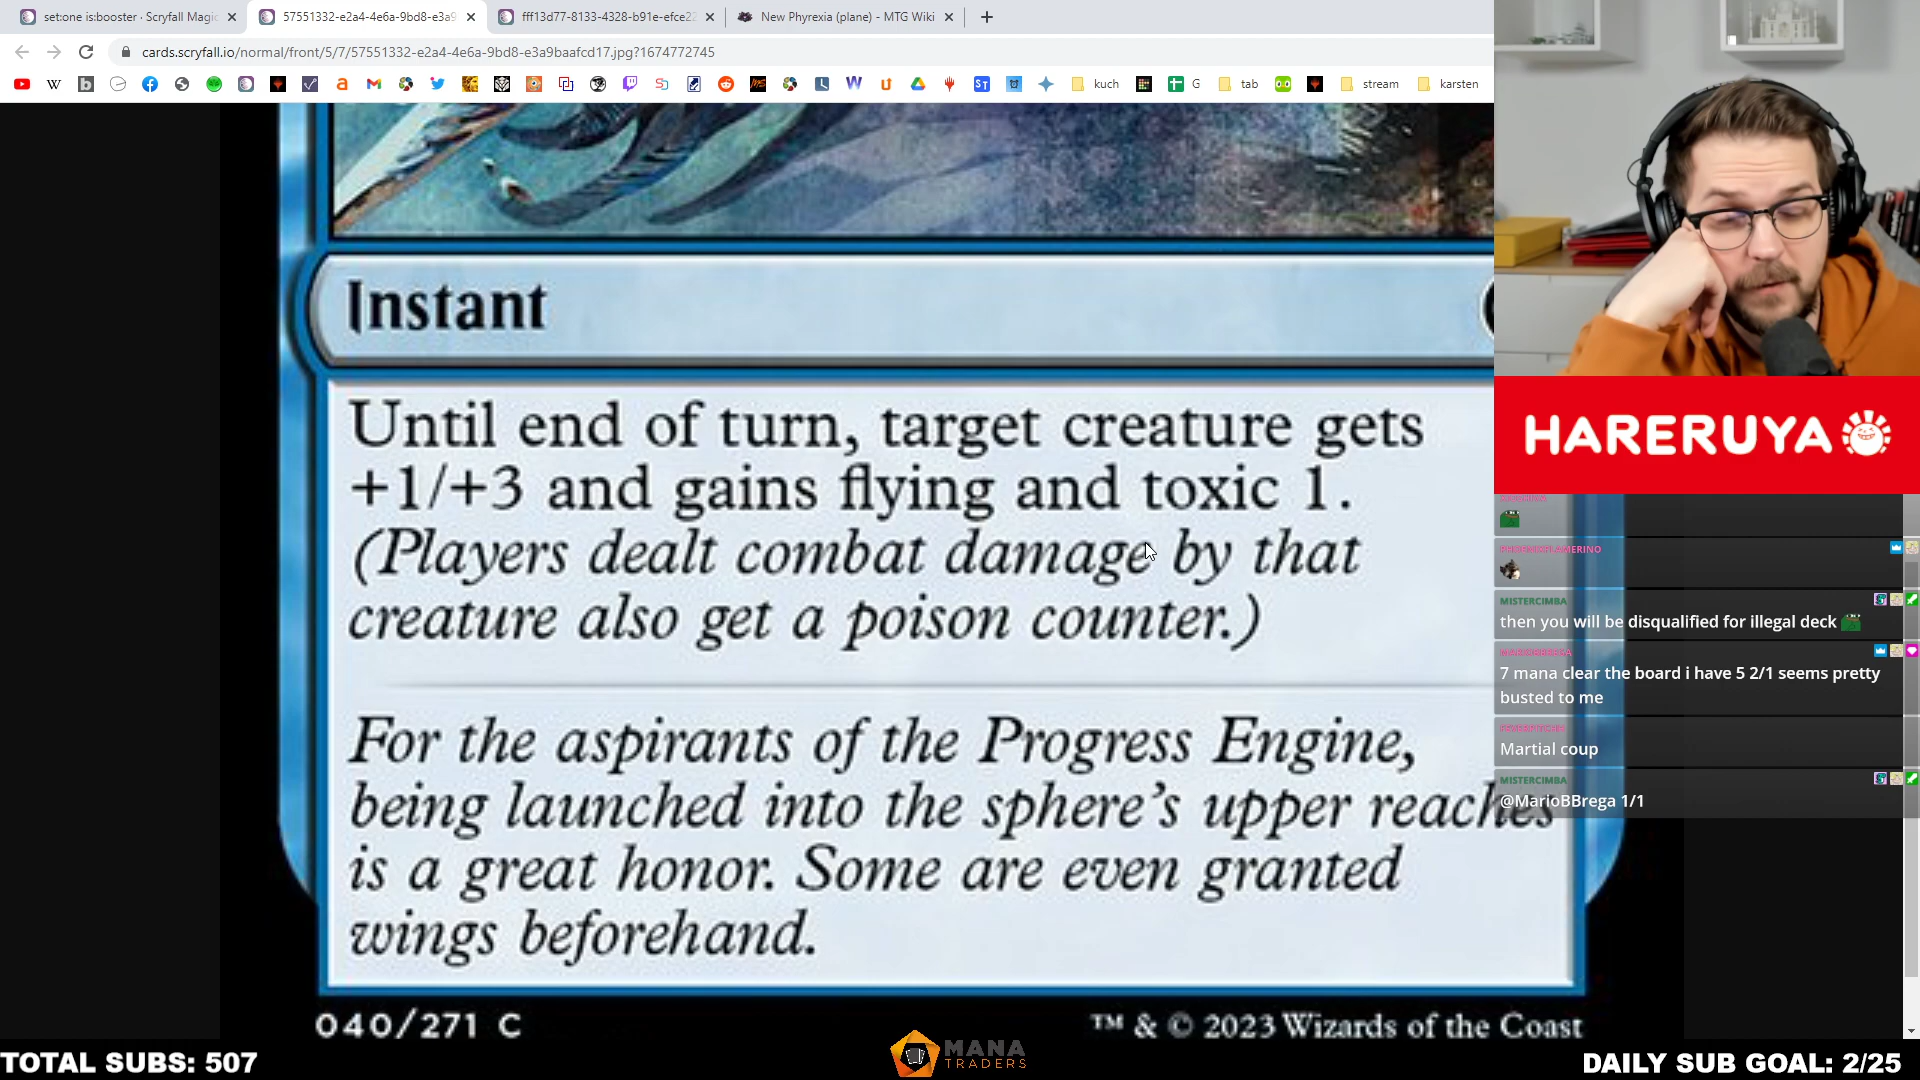 set:one is:booster · Scryfall Magic
57551332-e2a4-4e6a-9bd8-e3a9
fff13d77-8133-4328-b91e-efce22
New Phyrexia (plane) - MTG Wiki
cards.scryfall.io/normal/front/5/7/57551332-e2a4-4e6a-9bd8-e3a9baafcd17.jpg?1674772745
kuch
G
tab
stream
karsten
Instant
Until end of turn, target creature gets
+1/+3 and gains flying and toxic 1.
(Players dealt combat damage by that
creature also get a poison counter.)
For the aspirants of the Progress Engine,
being launched into the sphere's upper reaches
is a great honor. Some are even granted
wings beforehand.
040/271 C
™ & © 2023 Wizards of the Coast
HARERUYA
MISTERCIMBA
then you will be disqualified for illegal deck
7 mana clear the board i have 5 2/1 seems pretty
busted to me
Martial coup
MISTERCIMBA
@MarioBBrega 1/1
TOTAL SUBS: 507
MANA
TRADERS
DAILY SUB GOAL: 2/25